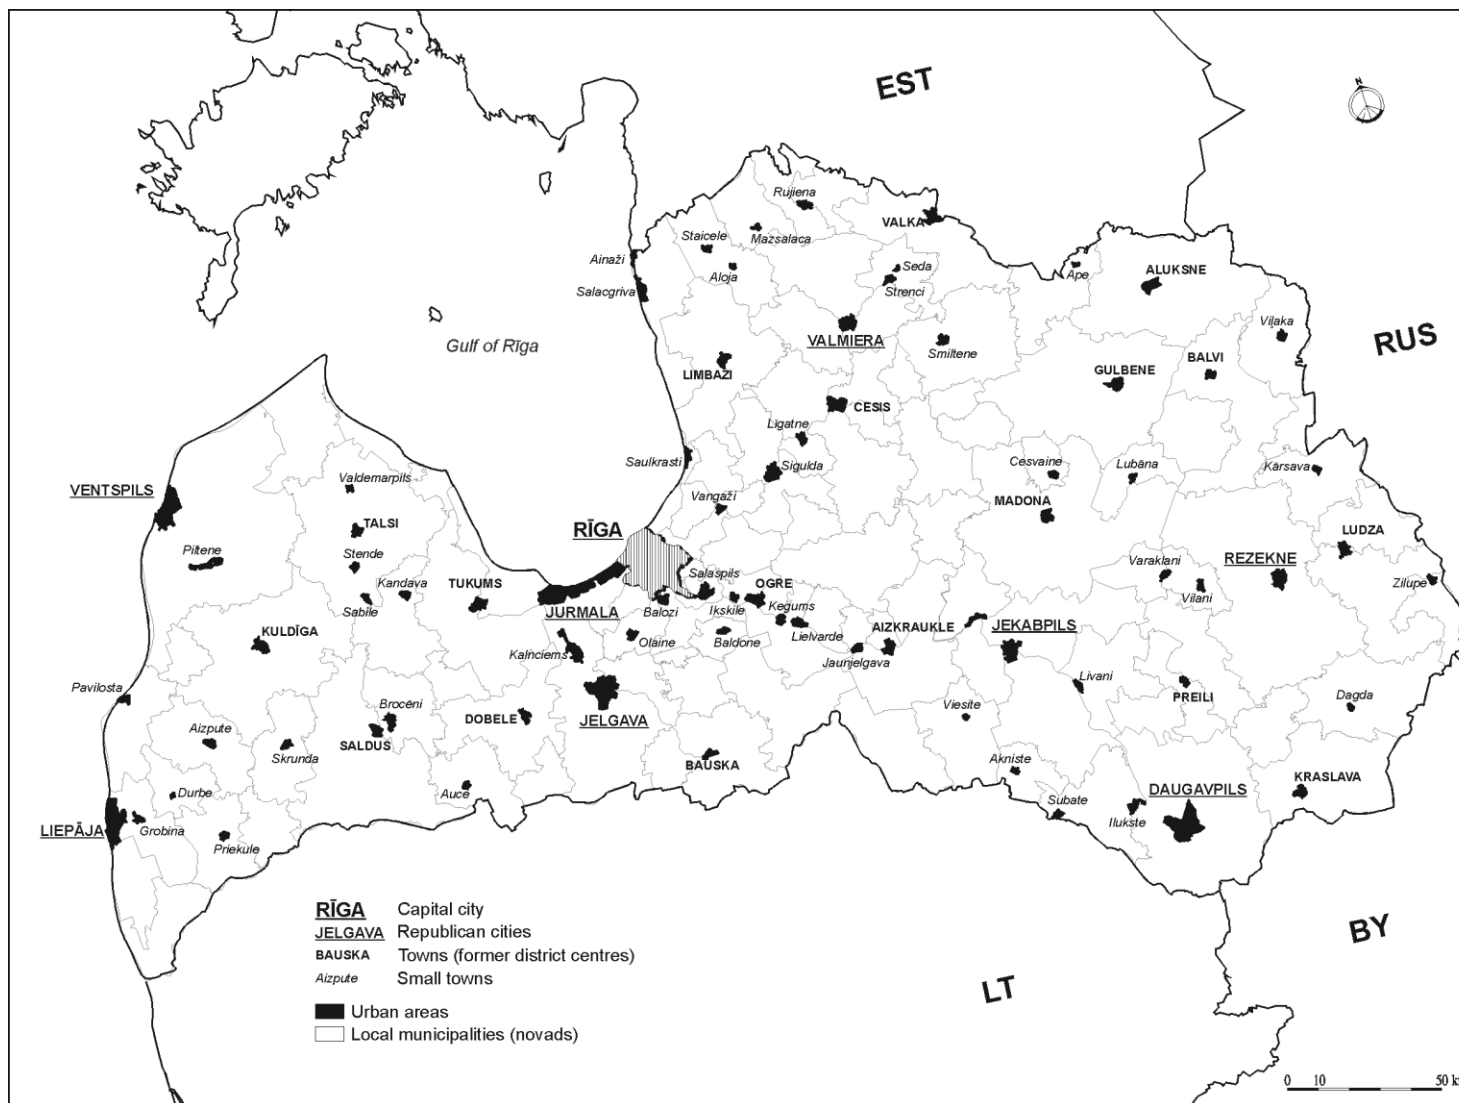 EST
N
Rujiena
VALKA
Staicele
Mazsalaca
Ainaži
Aloja
Seda
Strenci
Ape
ALUKSNE
Salacgriva
Viļaka
RUS
Gulf of Rīga
VALMIERA
Smiltene
LIMBAZI
GULBENE
BALVI
CESIS
Ligatne
Saulkrasti
Sigulda
Cesvaine
Lubāna
Kārsava
Valdemarpils
VENTSPILS
Vangaži
MADONA
TALSI
RĪGA
LUDZA
Stende
Piltene
Varaklani
REZEKNE
Kandava
TUKUMS
Salaspils
OGRE
Zilupe
Sabile
JURMALA
Balozi
Ikskile
Kegums
Vilani
KULDĪGA
Kalnciems
Olaine
Baldone
Lielvarde
AIZKRAUKLE
JEKABPILS
Jaunjelgava
Pavilosta
Livani
PREILI
Dagda
Brocēni
DOBELE
JELGAVA
Viesite
Aizpute
SALDUS
Skrunda
BAUSKA
Akniste
KRASLAVA
Durbe
Auce
Subate
DAUGAVPILS
Ilukste
LIEPĀJA
Grobina
Priekule
RĪGA Capital city
JELGAVA Republican cities
BAUSKA Towns (former district centres)
Aizpute Small towns
Urban areas
Local municipalities (novads)
BY
LT
0 10 50 k